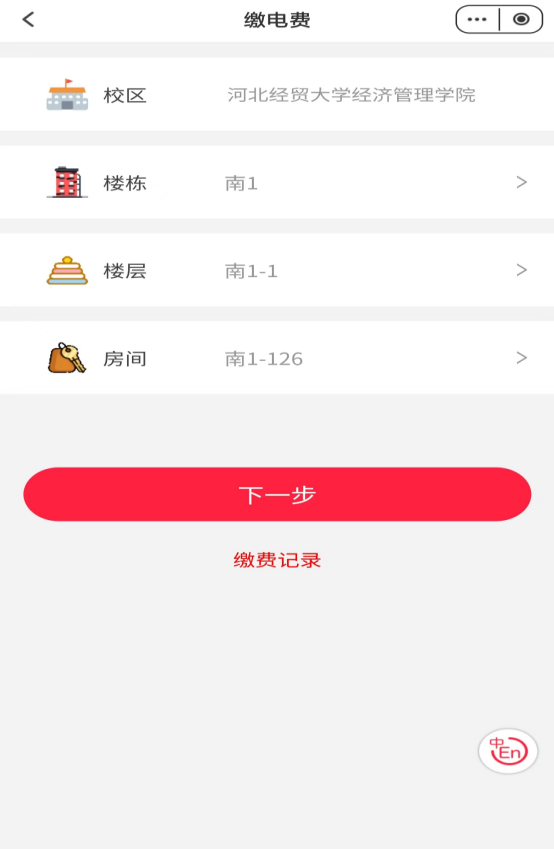 缴电费
校区 河北经贸大学经济管理学院
楼栋 南1 >
楼层 南1-1 >
房间 南1-126 >
下一步
缴费记录
中En